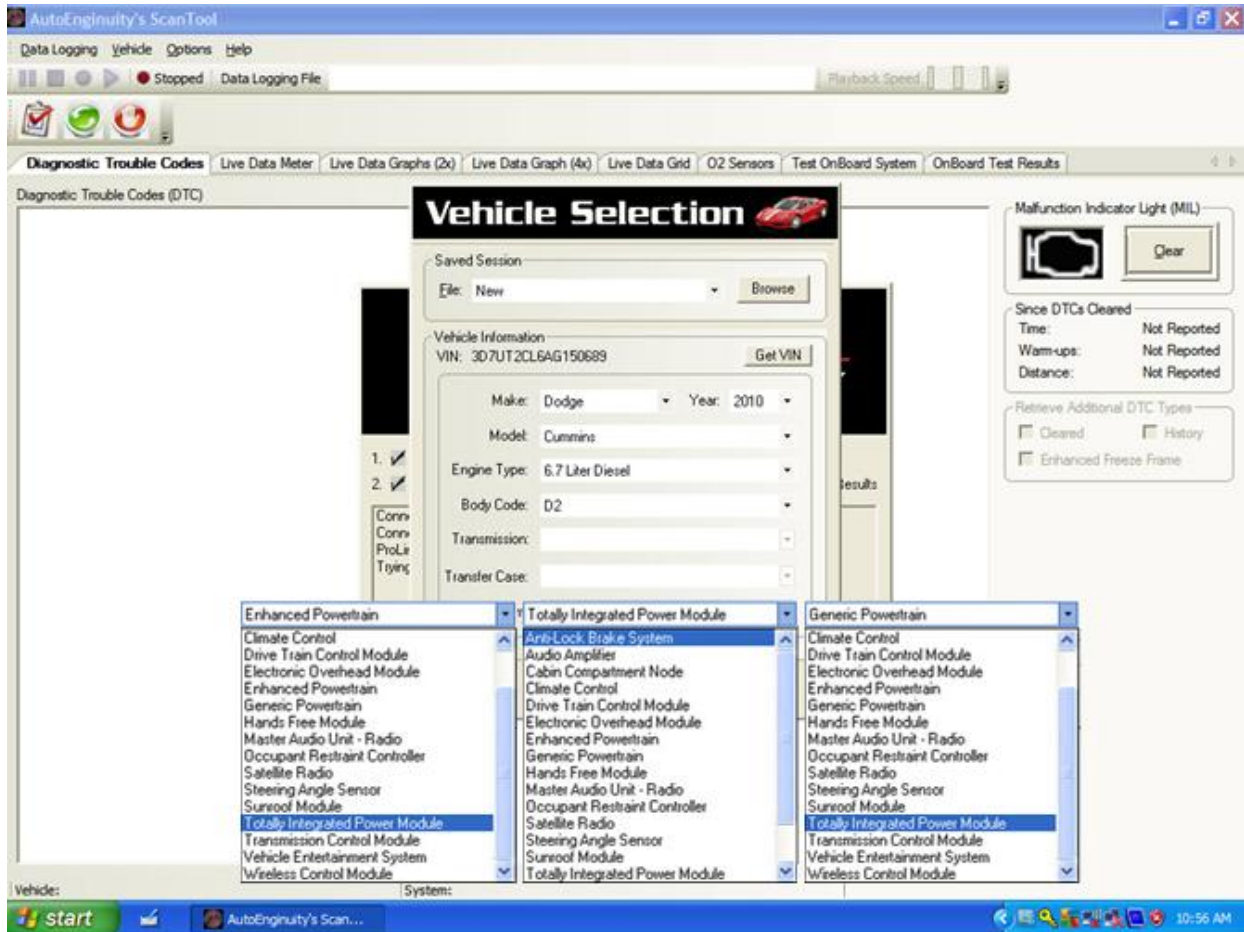 AutoEnginuity's ScanTool
Data Logging Vehicle Options Help
Stopped Data Logging File Playback Speed
Diagnostic Trouble Codes Live Data Meter Live Data Graphs (2x) Live Data Graph (4x) Live Data Grid O2 Sensors Test OnBoard System OnBoard Test Results
Diagnostic Trouble Codes (DTC)
Vehicle Selection
Saved Session
File: New Browse
Vehicle Information
VIN: 3D7UT2CL6AG150689 Get VIN
Make: Dodge Year: 2010
Model: Cummins
Engine Type: 6.7 Liter Diesel
Body Code: D2
Transmission:
Transfer Case:
1.
2. Results
Conn
Conn
ProLin
Trying
Malfunction Indicator Light (MIL)
Clear
Since DTCs Cleared
Time: Not Reported
Warm-ups: Not Reported
Distance: Not Reported
Retrieve Additional DTC Types
Cleared History
Enhanced Freeze Frame
Enhanced Powertrain
Climate Control
Drive Train Control Module
Electronic Overhead Module
Enhanced Powertrain
Generic Powertrain
Hands Free Module
Master Audio Unit - Radio
Occupant Restraint Controller
Satellite Radio
Steering Angle Sensor
Sunroof Module
Totally Integrated Power Module
Transmission Control Module
Vehicle Entertainment System
Wireless Control Module
Totally Integrated Power Module
Anti-Lock Brake System
Audio Amplifier
Cabin Compartment Node
Climate Control
Drive Train Control Module
Electronic Overhead Module
Enhanced Powertrain
Generic Powertrain
Hands Free Module
Master Audio Unit - Radio
Occupant Restraint Controller
Satellite Radio
Steering Angle Sensor
Sunroof Module
Totally Integrated Power Module
Generic Powertrain
Climate Control
Drive Train Control Module
Electronic Overhead Module
Enhanced Powertrain
Generic Powertrain
Hands Free Module
Master Audio Unit - Radio
Occupant Restraint Controller
Satellite Radio
Steering Angle Sensor
Sunroof Module
Totally Integrated Power Module
Transmission Control Module
Vehicle Entertainment System
Wireless Control Module
Vehicle: System:
start AutoEnginuity's Scan... 10:56 AM